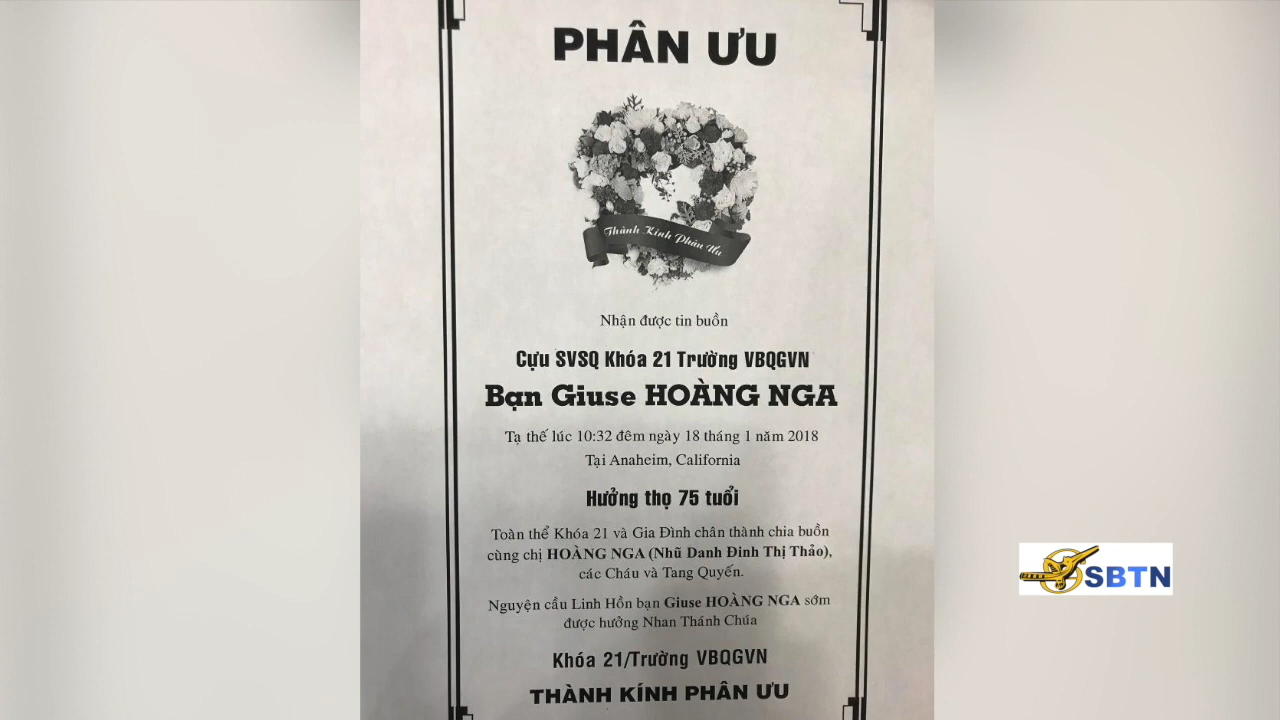 PHÂN ƯU
Thành Kính Phân Ưu
Nhận được tin buồn
Cựu SVSQ Khóa 21 Trường VBQGVN
Bạn Giuse HOÀNG NGA
Tạ thế lúc 10:32 đêm ngày 18 tháng 1 năm 2018
Tại Anaheim, California
Hưởng thọ 75 tuổi
Toàn thể Khóa 21 và Gia Đình chân thành chia buồn
cùng chị HOÀNG NGA (Nhũ Danh Đinh Thị Thảo),
các Cháu và Tang Quyến.
Nguyện cầu Linh Hồn bạn Giuse HOÀNG NGA sớm
được hưởng Nhan Thánh Chúa
Khóa 21/Trường VBQGVN
THÀNH KÍNH PHÂN ƯU
SBTN